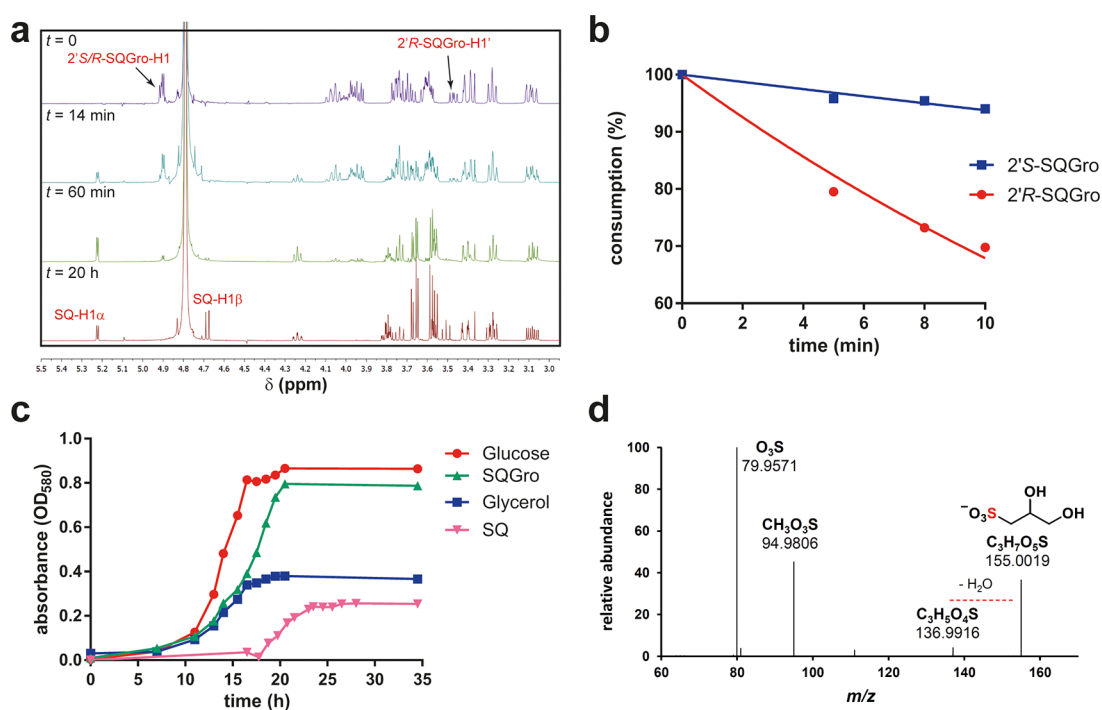 a
t = 0
2'S/R-SQGro-H1
2'R-SQGro-H1'
t = 14 min
t = 60 min
t = 20 h
SQ-H1α
SQ-H1β
5.5 5.4 5.3 5.2 5.1 5.0 4.9 4.8 4.7 4.6 4.5 4.4 4.3 4.2 4.1 4.0 3.9 3.8 3.7 3.6 3.5 3.4 3.3 3.2 3.1 3.0
δ (ppm)
b
consumption (%)
100
90
80
70
60
0 2 4 6 8 10
time (min)
2'S-SQGro
2'R-SQGro
c
absorbance (OD580)
1.0
0.8
0.6
0.4
0.2
0.0
0 5 10 15 20 25 30 35
time (h)
Glucose
SQGro
Glycerol
SQ
d
relative abundance
100
80
60
40
20
0
60 80 100 120 140 160
m/z
O3S
79.9571
CH3O3S
94.9806
OH
−O3S OH
C3H7O5S
155.0019
- H2O
C3H5O4S
136.9916